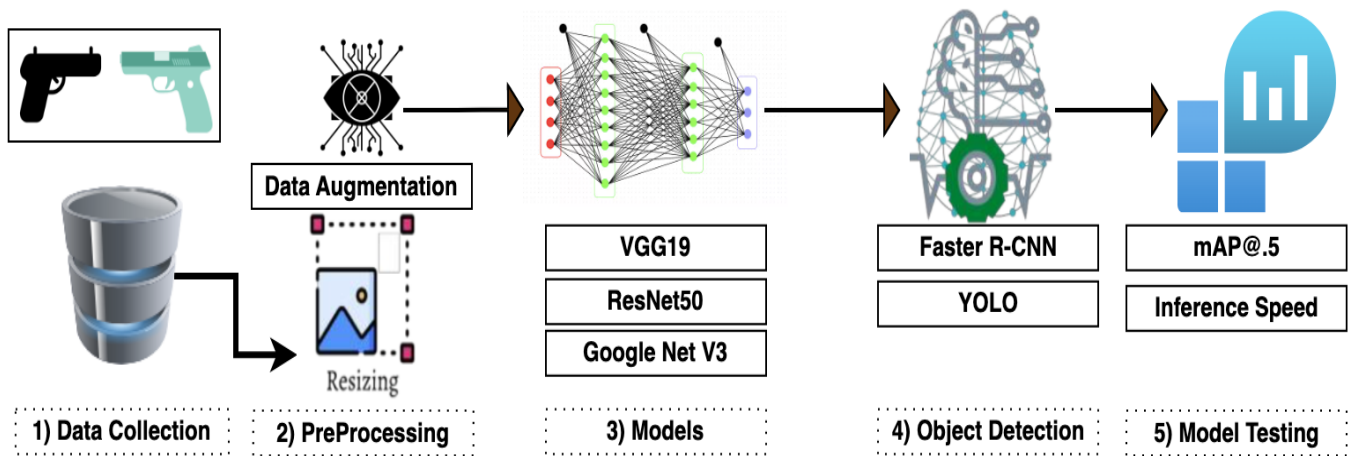 Data Augmentation
Resizing
VGG19
ResNet50
Google Net V3
Faster R-CNN
YOLO
mAP@.5
Inference Speed
1) Data Collection
2) PreProcessing
3) Models
4) Object Detection
5) Model Testing